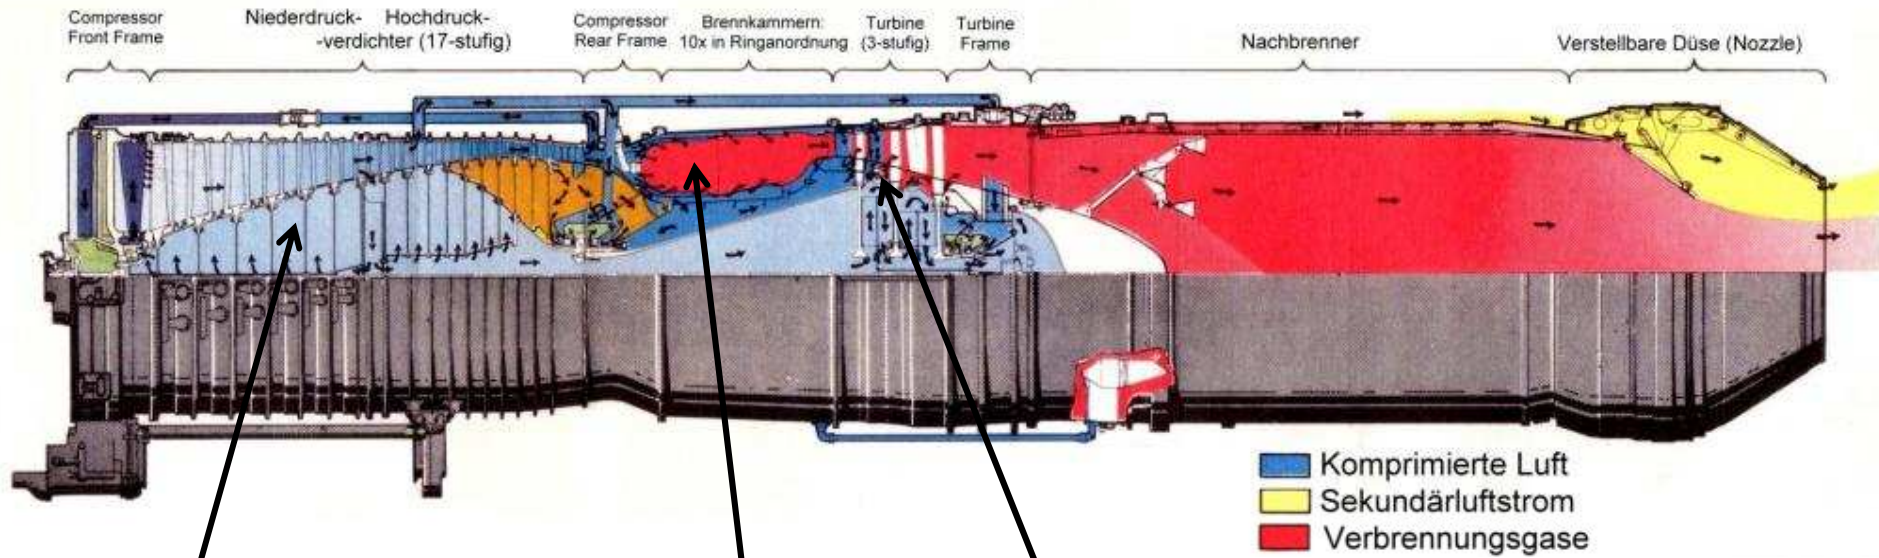 Compressor
Front Frame
Niederdruck- Hochdruck-
-verdichter (17-stufig)
Compressor
Rear Frame
Brennkammern:
10x in Ringanordnung
Turbine
(3-stufig)
Turbine
Frame
Nachbrenner
Verstellbare Düse (Nozzle)
Komprimierte Luft
Sekundärluftstrom
Verbrennungsgase